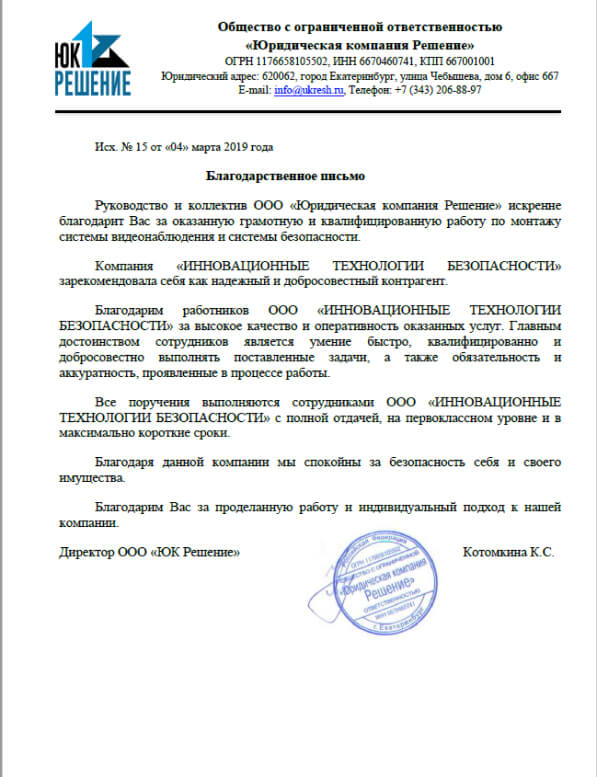 ЮК
РЕШЕНИЕ
Общество с ограниченной ответственностью
«Юридическая компания Решение»
ОГРН 1176658105502, ИНН 6670460741, КПП 667001001
Юридический адрес: 620062, город Екатеринбург, улица Чебышева, дом 6, офис 667
E-mail: info@ukresh.ru, Телефон: +7 (343) 206-88-97
Исх. № 15 от «04» марта 2019 года
Благодарственное письмо
Руководство и коллектив ООО «Юридическая компания Решение» искренне
благодарит Вас за оказанную грамотную и квалифицированную работу по монтажу
системы видеонаблюдения и системы безопасности.
Компания «ИННОВАЦИОННЫЕ ТЕХНОЛОГИИ БЕЗОПАСНОСТИ»
зарекомендовала себя как надежный и добросовестный контрагент.
Благодарим работников ООО «ИННОВАЦИОННЫЕ ТЕХНОЛОГИИ
БЕЗОПАСНОСТИ» за высокое качество и оперативность оказанных услуг. Главным
достоинством сотрудников является умение быстро, квалифицированно и
добросовестно выполнять поставленные задачи, а также обязательность и
аккуратность, проявленные в процессе работы.
Все поручения выполняются сотрудниками ООО «ИННОВАЦИОННЫЕ
ТЕХНОЛОГИИ БЕЗОПАСНОСТИ» с полной отдачей, на первоклассном уровне и в
максимально короткие сроки.
Благодаря данной компании мы спокойны за безопасность себя и своего
имущества.
Благодарим Вас за проделанную работу и индивидуальный подход к нашей
компании.
Директор ООО «ЮК Решение» Котомкина К.С.
Российская Федерация
ОГРН 1176658105502
ОБЩЕСТВО С ОГРАНИЧЕННОЙ
«Юридическая компания
Решение»
ОТВЕТСТВЕННОСТЬЮ
ИНН 6670460741
г. Екатеринбург